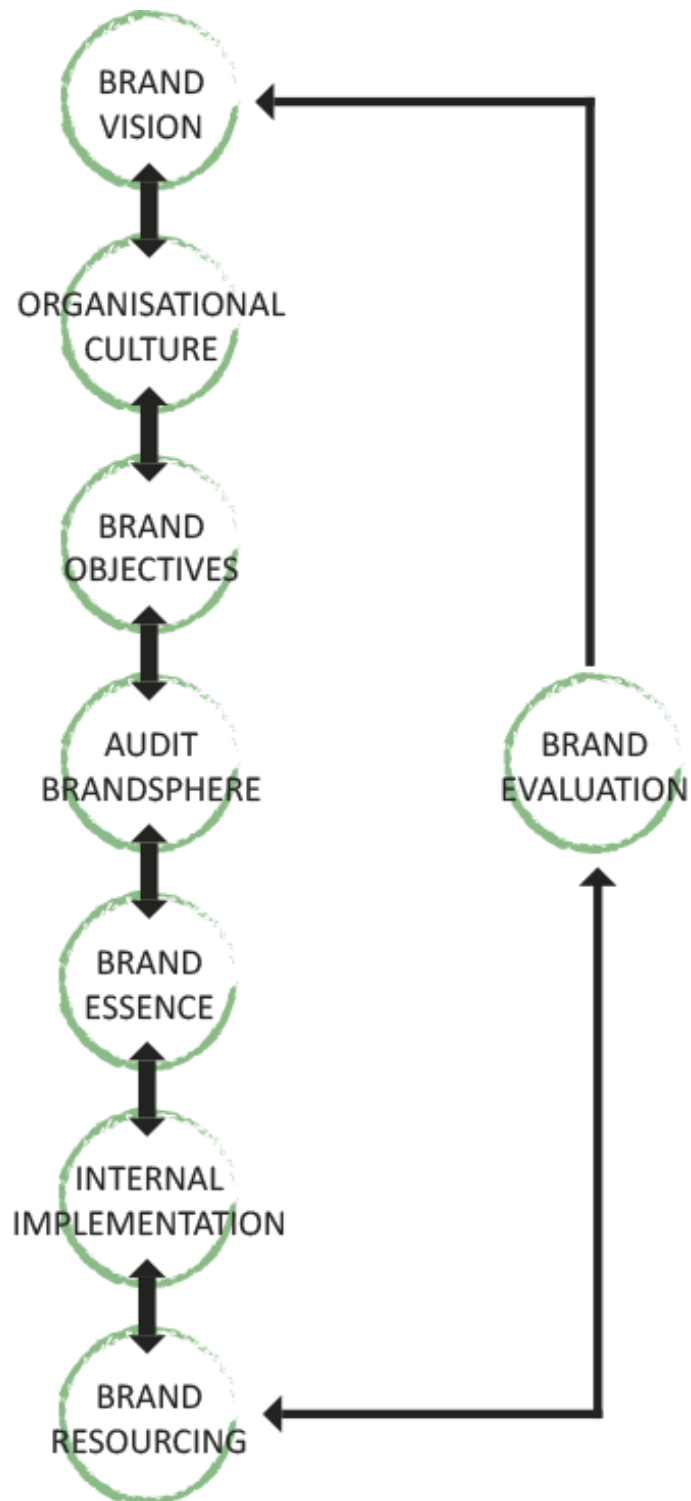 BRAND
VISION
ORGANISATIONAL
CULTURE
BRAND
OBJECTIVES
AUDIT
BRANDSPHERE
BRAND
EVALUATION
BRAND
ESSENCE
INTERNAL
IMPLEMENTATION
BRAND
RESOURCING